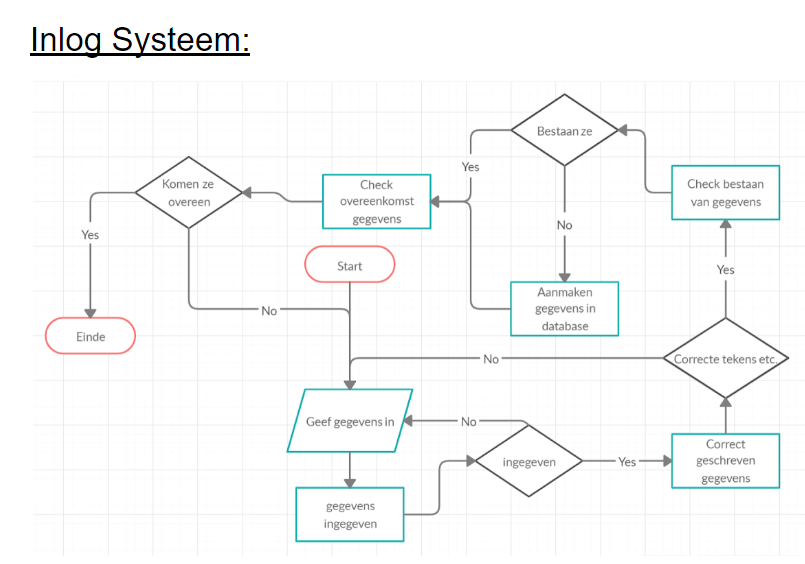 Inlog Systeem:
Bestaan ze
Yes
Komen ze
overeen
Check
overeenkomst
gegevens
Check bestaan
van gegevens
Yes
No
Start
Yes
Aanmaken
gegevens in
database
No
Einde
No
Correcte tekens etc.
Geef gegevens in
No
ingegeven
Yes
Correct
geschreven
gegevens
gegevens
ingegeven